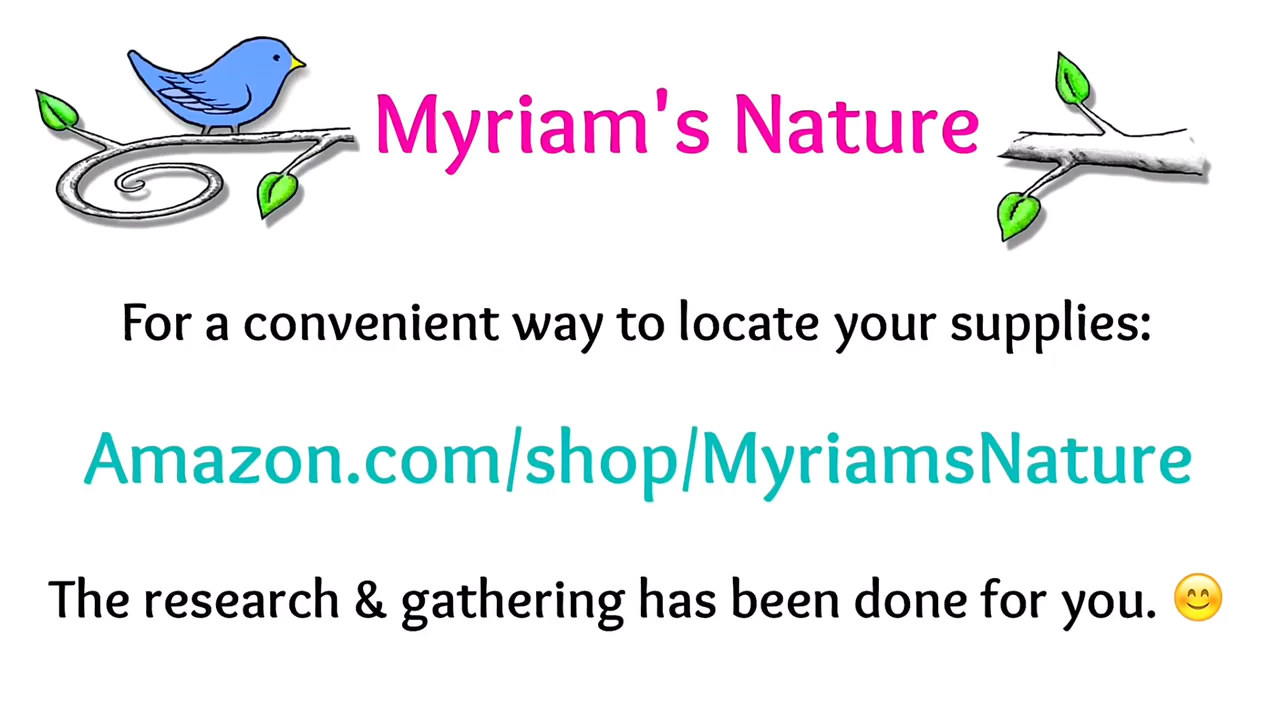 Myriam's Nature
For a convenient way to locate your supplies:
Amazon.com/shop/MyriamsNature
The research & gathering has been done for you. 😊